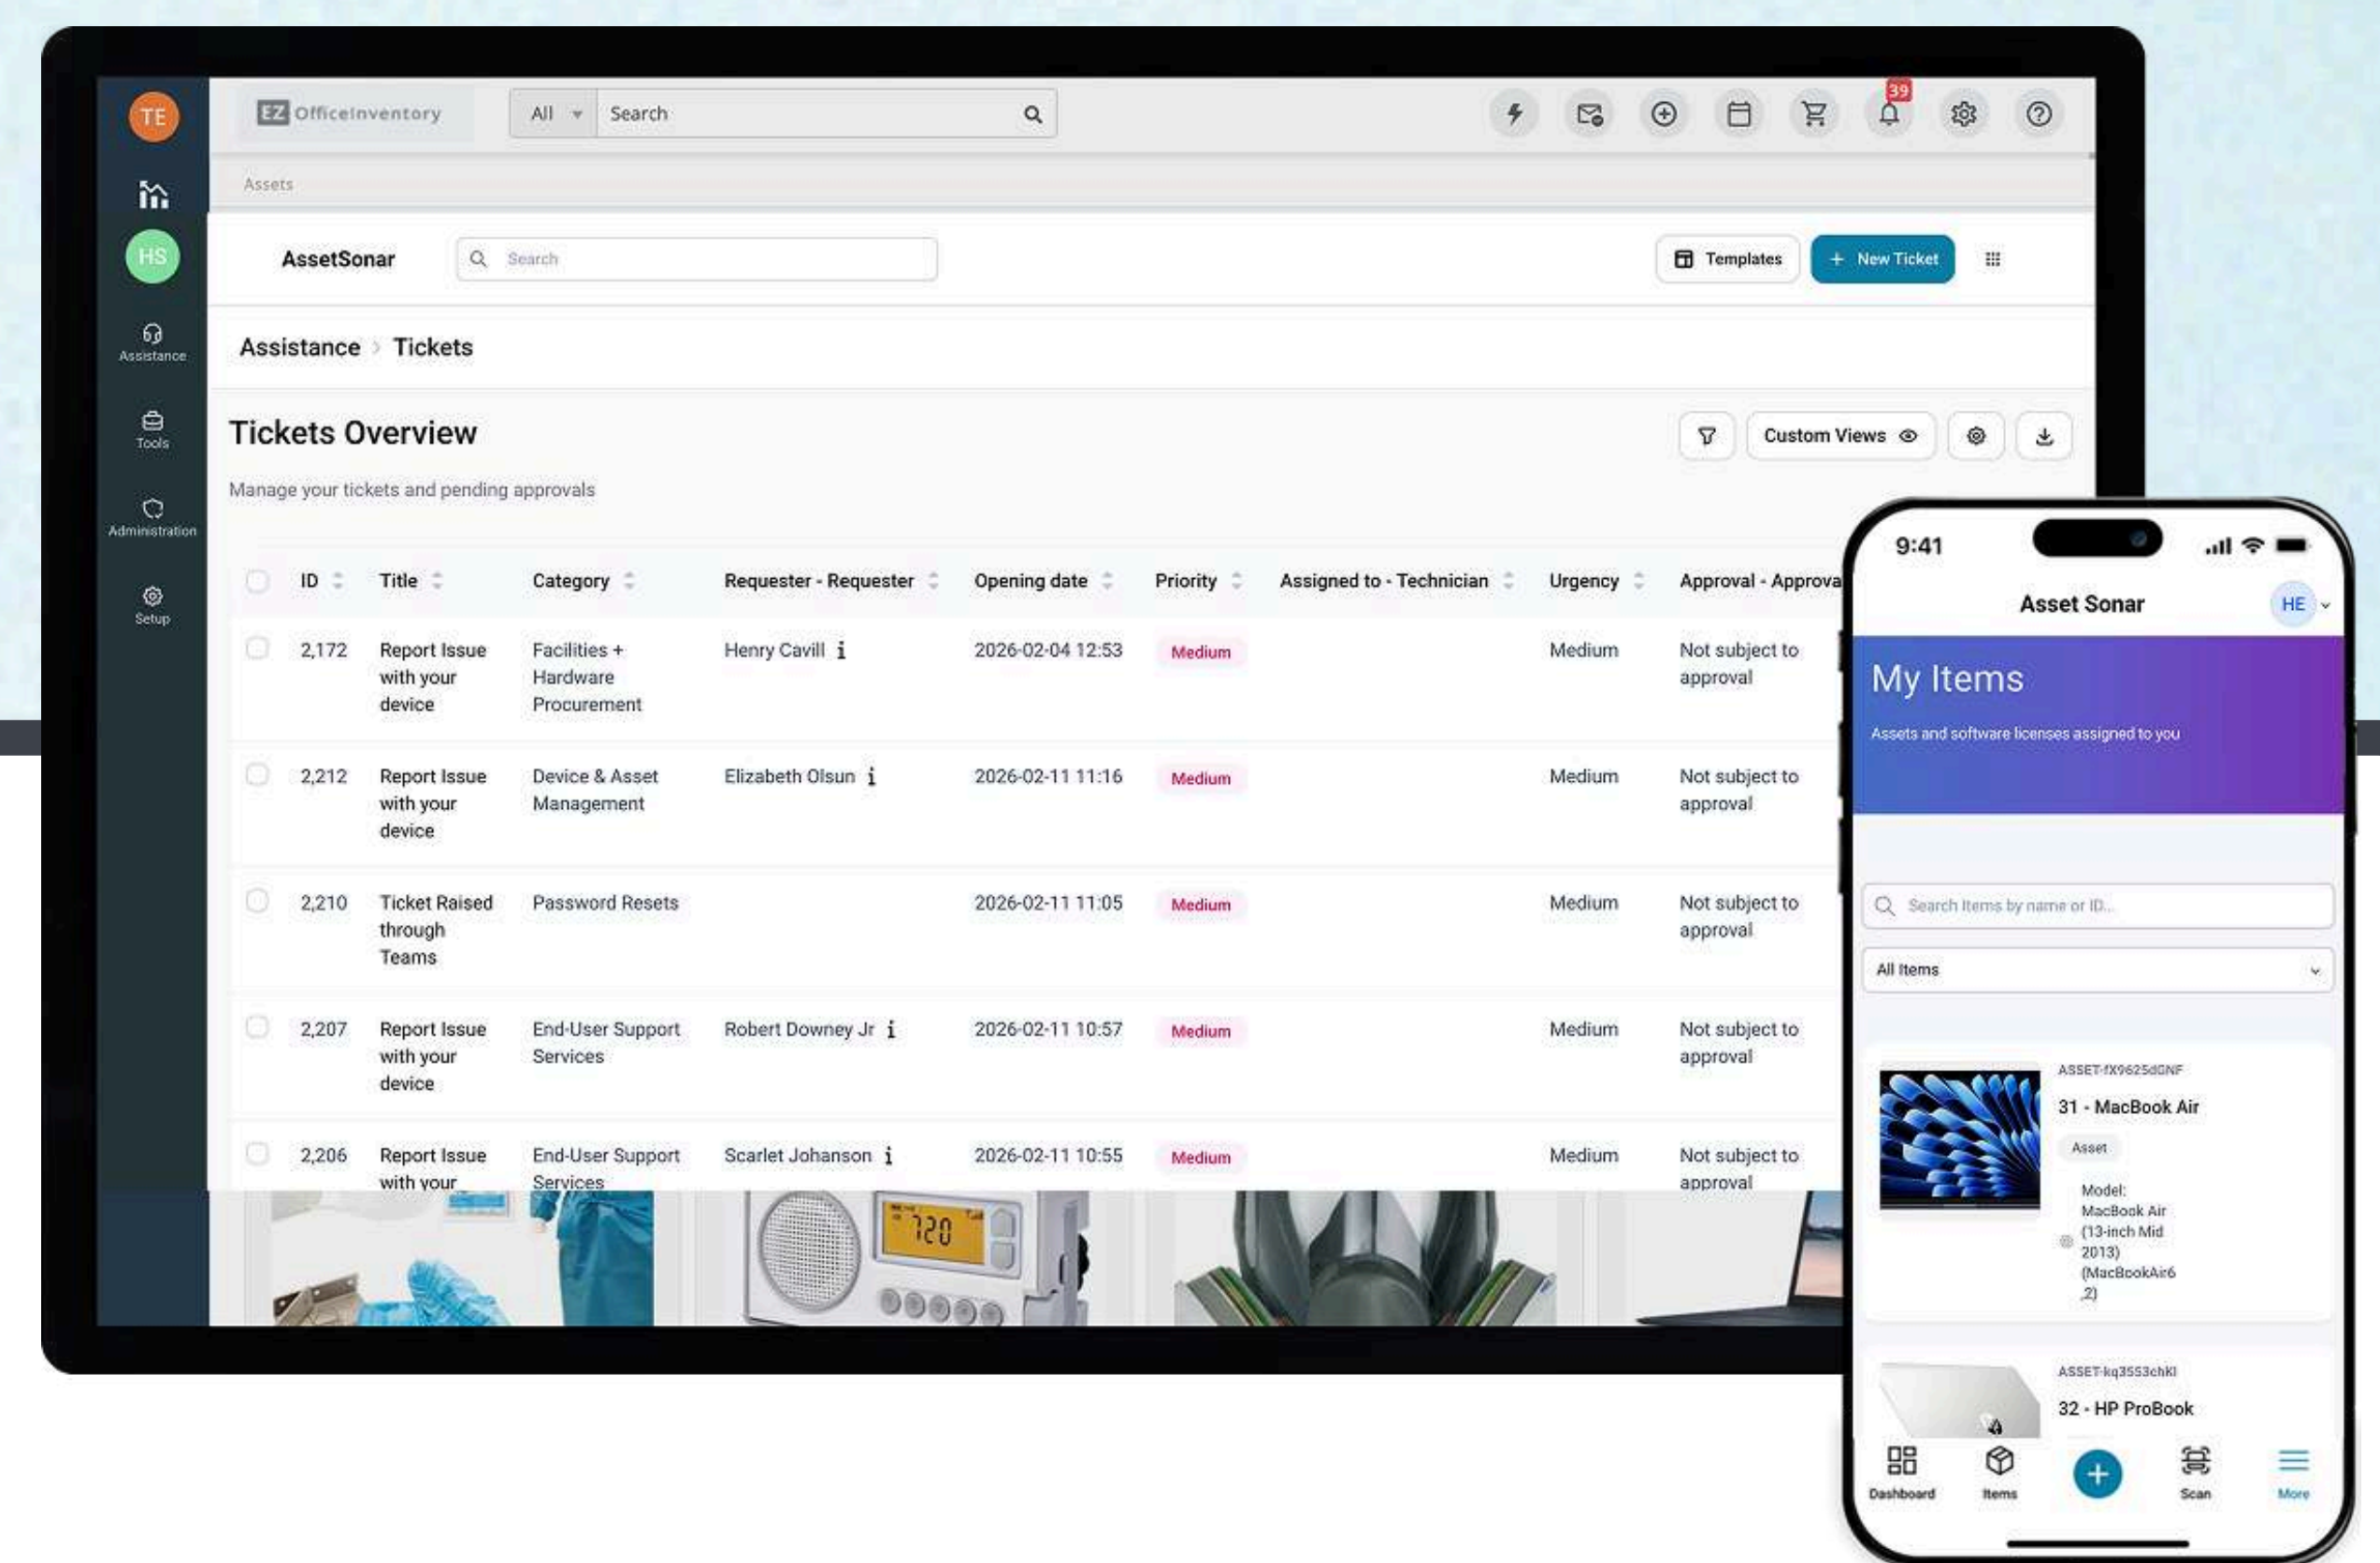 TE
EZ OfficeInventory
All
Search
39
Assets
HS
AssetSonar
Search
Templates
+ New Ticket
Assistance
Tools
Administration
Setup
Assistance > Tickets
Tickets Overview
Custom Views
Manage your tickets and pending approvals
ID Title Category Requester - Requester Opening date Priority Assigned to - Technician Urgency Approval - Approva
2,172 Report Issue Facilities + Henry Cavill i 2026-02-04 12:53 Medium Medium Not subject to
with your Hardware approval
device Procurement
2,212 Report Issue Device & Asset Elizabeth Olsun i 2026-02-11 11:16 Medium Medium Not subject to
with your Management approval
device
2,210 Ticket Raised Password Resets 2026-02-11 11:05 Medium Medium Not subject to
through approval
Teams
2,207 Report Issue End-User Support Robert Downey Jr i 2026-02-11 10:57 Medium Medium Not subject to
with your Services approval
device
2,206 Report Issue End-User Support Scarlet Johanson i 2026-02-11 10:55 Medium Medium Not subject to
with your Services approval
720
9:41
Asset Sonar
HE
My Items
Assets and software licenses assigned to you
Search Items by name or ID...
All Items
ASSET-fX9625dGNF
31 - MacBook Air
Asset
Model:
MacBook Air
(13-inch Mid
2013)
(MacBookAir6
,2)
ASSET-kq3553chKI
32 - HP ProBook
Dashboard
Items
Scan
More